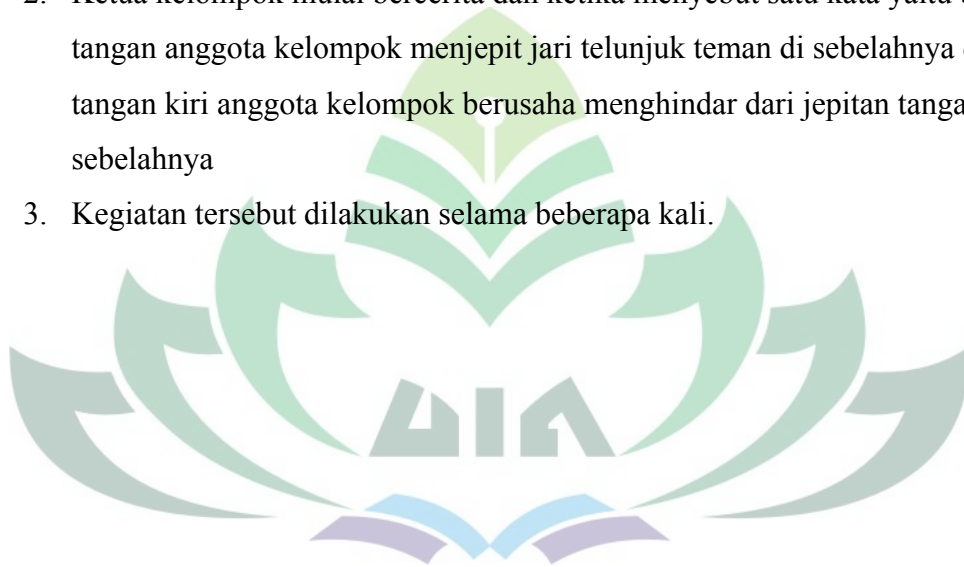 2. Ketua kelompok mulai bercerita dan ketika menyebut satu kata yaitu
tangan anggota kelompok menjepit jari telunjuk teman di sebelahnya
tangan kiri anggota kelompok berusaha menghindar dari jepitan
sebelahnya
3. Kegiatan tersebut dilakukan selama beberapa kali.
UIN